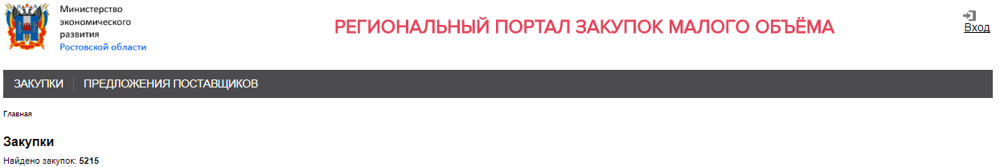 Министерство
экономического
развития
Ростовской области
РЕГИОНАЛЬНЫЙ ПОРТАЛ ЗАКУПОК МАЛОГО ОБЪЁМА
Вход
ЗАКУПКИ
ПРЕДЛОЖЕНИЯ ПОСТАВЩИКОВ
Главная
Закупки
Найдено закупок: 5215